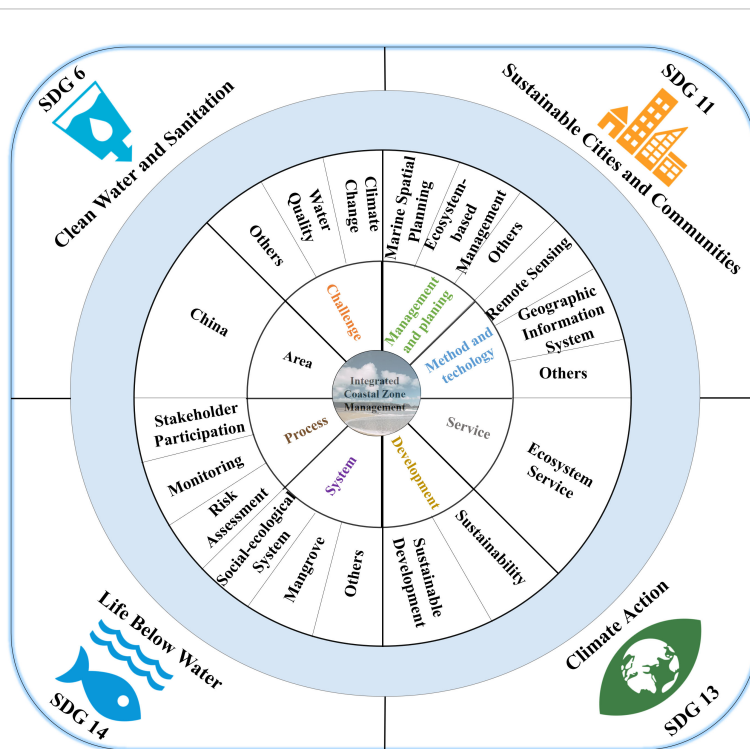 SDG 6
Clean Water and Sanitation
SDG 11
Sustainable Cities and Communities
Others
Water
Quality
Climate
Change
Marine Spatial
Planning
Ecosystem-
based
Management
Others
Remote Sensing
Geographic
Information
System
Others
China
Challenge
Management
and planing
Area
Method and
techology
Integrated
Coastal Zone
Management
Process
Service
System
Development
Stakeholder
Participation
Monitoring
Risk
Assessment
Social-ecological
System
Mangrove
Others
Sustainable
Development
Sustainability
Ecosystem
Service
Life Below Water
SDG 14
Climate Action
SDG 13